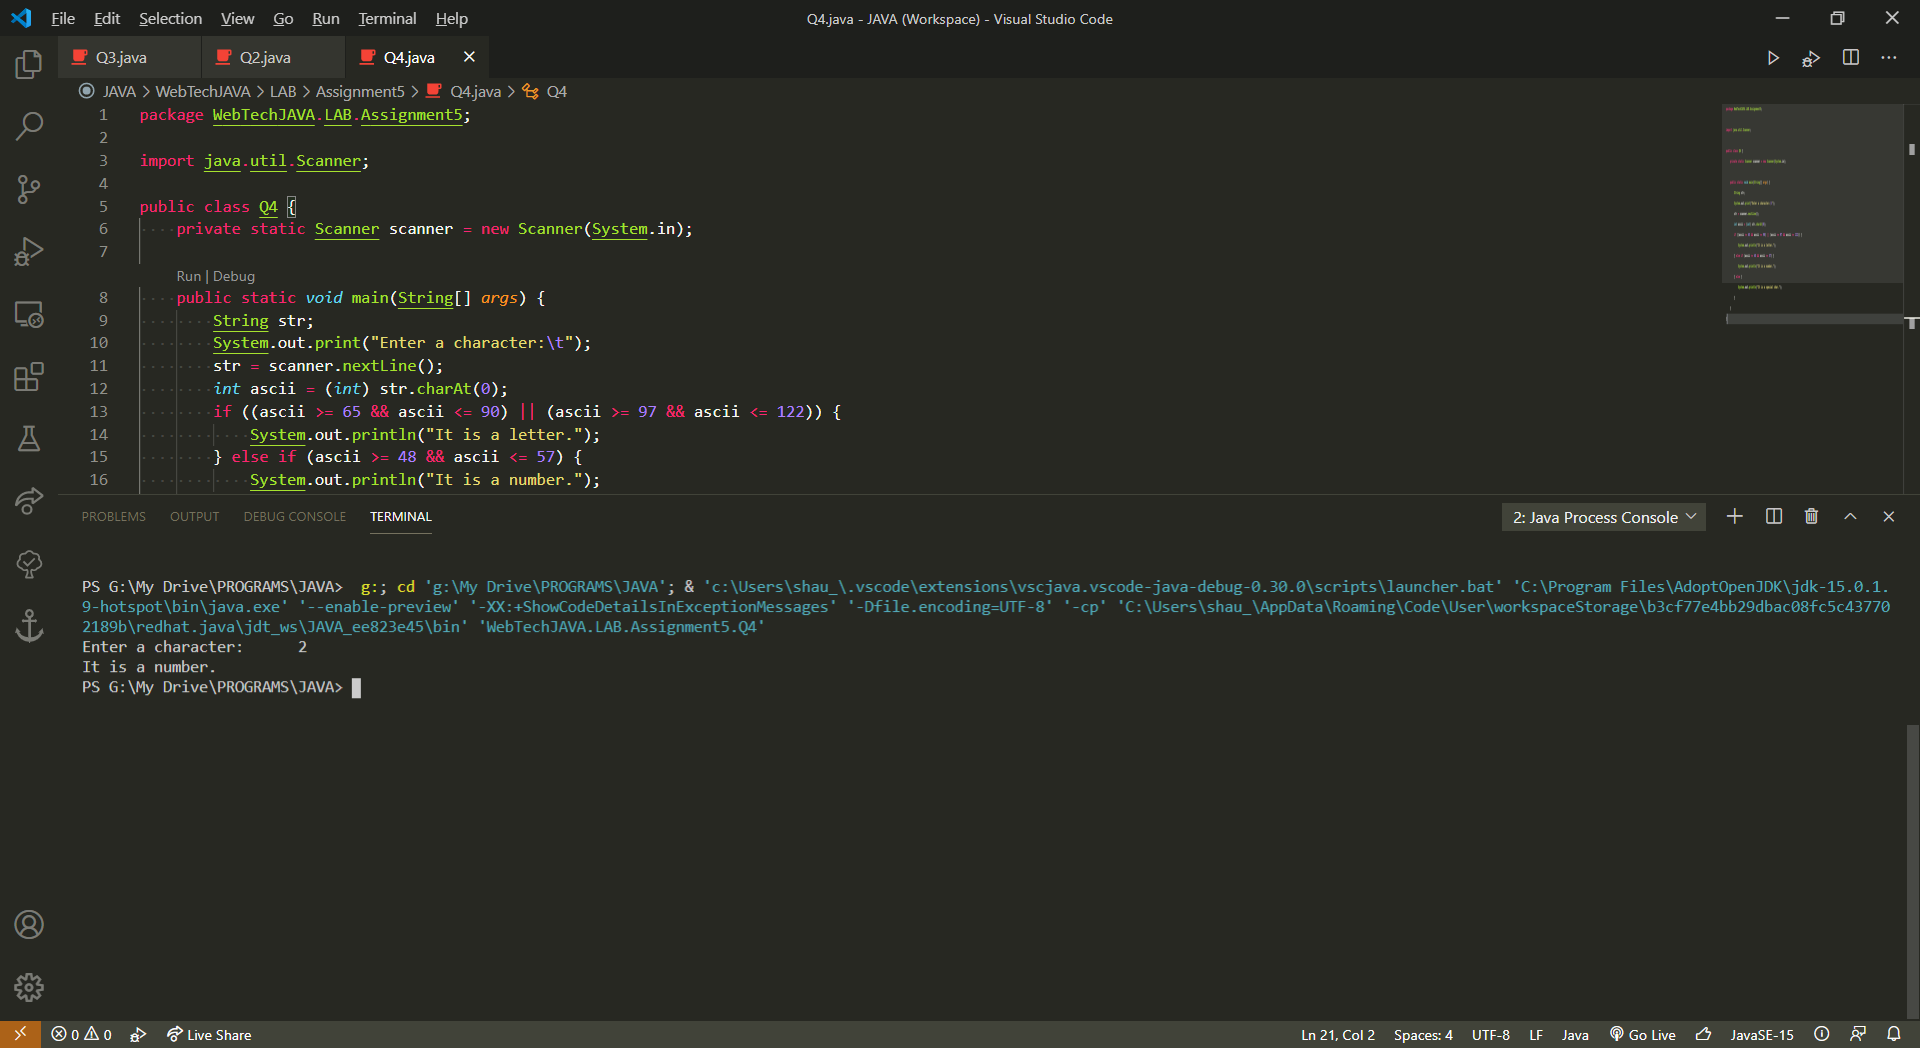 File Edit Selection View Go Run Terminal Help
Q4.java - JAVA (Workspace) - Visual Studio Code
Q3.java Q2.java Q4.java
JAVA > WebTechJAVA > LAB > Assignment5 > Q4.java > Q4
1 package WebTechJAVA.LAB.Assignment5;
2
3 import java.util.Scanner;
4
5 public class Q4 {
6 private static Scanner scanner = new Scanner(System.in);
7
Run | Debug
8 public static void main(String[] args) {
9 String str;
10 System.out.print("Enter a character:\t");
11 str = scanner.nextLine();
12 int ascii = (int) str.charAt(0);
13 if ((ascii >= 65 && ascii <= 90) || (ascii >= 97 && ascii <= 122)) {
14 System.out.println("It is a letter.");
15 } else if (ascii >= 48 && ascii <= 57) {
16 System.out.println("It is a number.");
PROBLEMS OUTPUT DEBUG CONSOLE TERMINAL
2: Java Process Console
PS G:\My Drive\PROGRAMS\JAVA>  g:; cd 'g:\My Drive\PROGRAMS\JAVA'; & 'c:\Users\shau_\.vscode\extensions\vscjava.vscode-java-debug-0.30.0\scripts\launcher.bat' 'C:\Program Files\AdoptOpenJDK\jdk-15.0.1.
9-hotspot\bin\java.exe' '--enable-preview' '-XX:+ShowCodeDetailsInExceptionMessages' '-Dfile.encoding=UTF-8' '-cp' 'C:\Users\shau_\AppData\Roaming\Code\User\workspaceStorage\b3cf77e4bb29dbac08fc5c43770
2189b\redhat.java\jdt_ws\JAVA_ee823e45\bin' 'WebTechJAVA.LAB.Assignment5.Q4'
Enter a character:      2
It is a number.
PS G:\My Drive\PROGRAMS\JAVA>
0 0 Live Share
Ln 21, Col 2 Spaces: 4 UTF-8 LF Java Go Live JavaSE-15